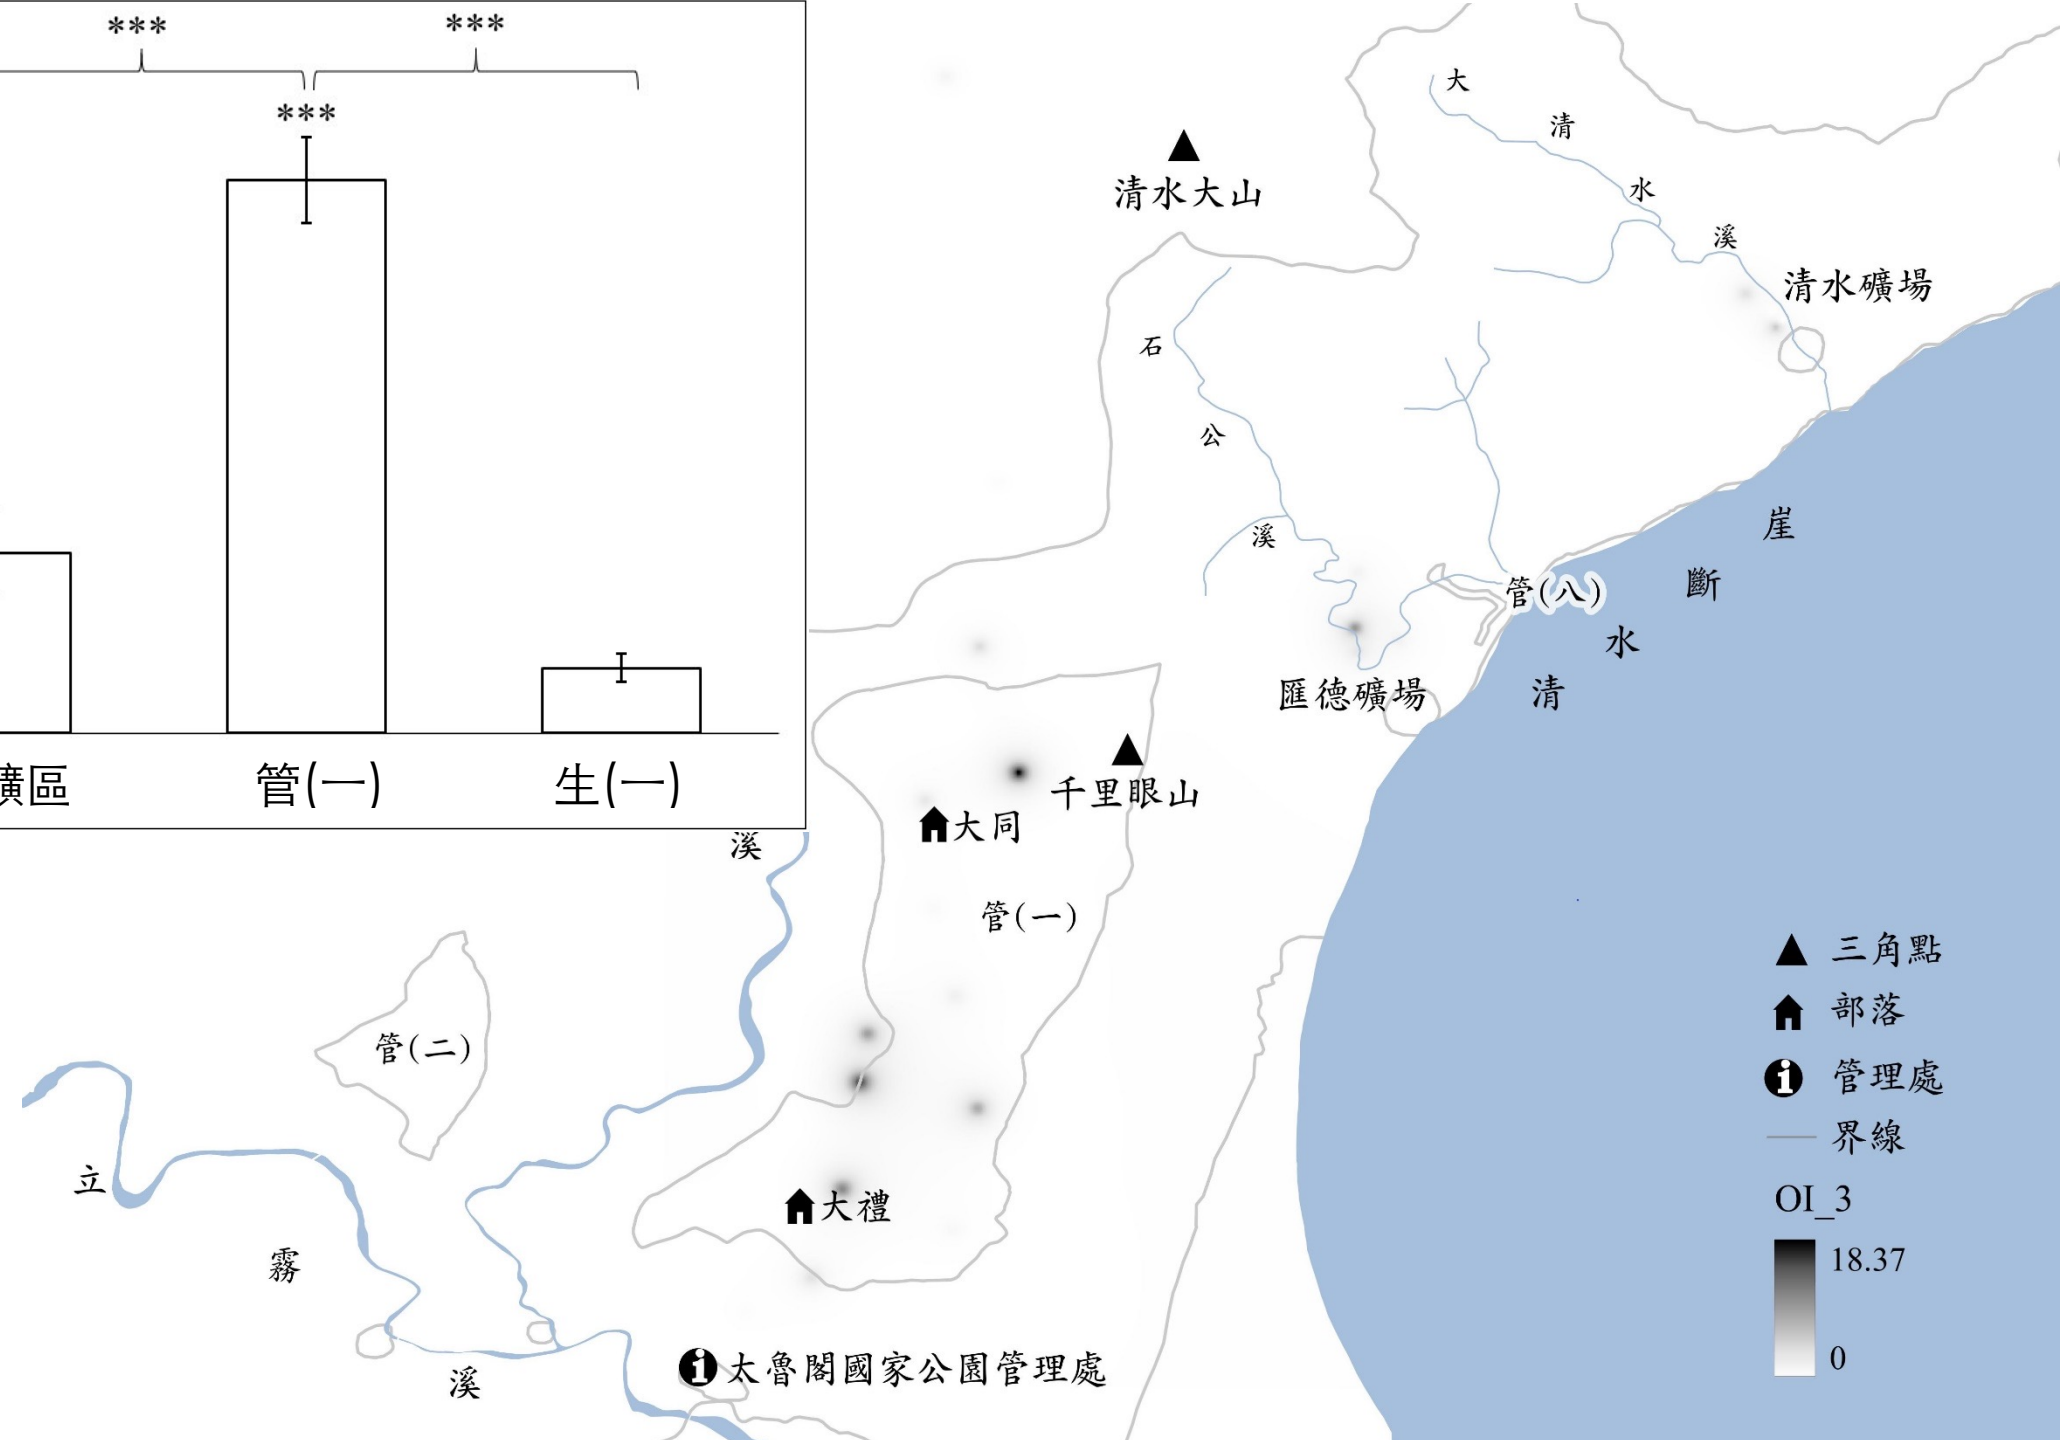 *** ***
***
管(一) 生(一)
大清水溪
清水大山
清水礦場
石公溪
管(八)
清水斷崖
匯德礦場
千里眼山
大同
管(一)
溪
管(二)
立霧溪
大禮
太魯閣國家公園管理處
三角點
部落
管理處
界線
OI_3
18.37
0